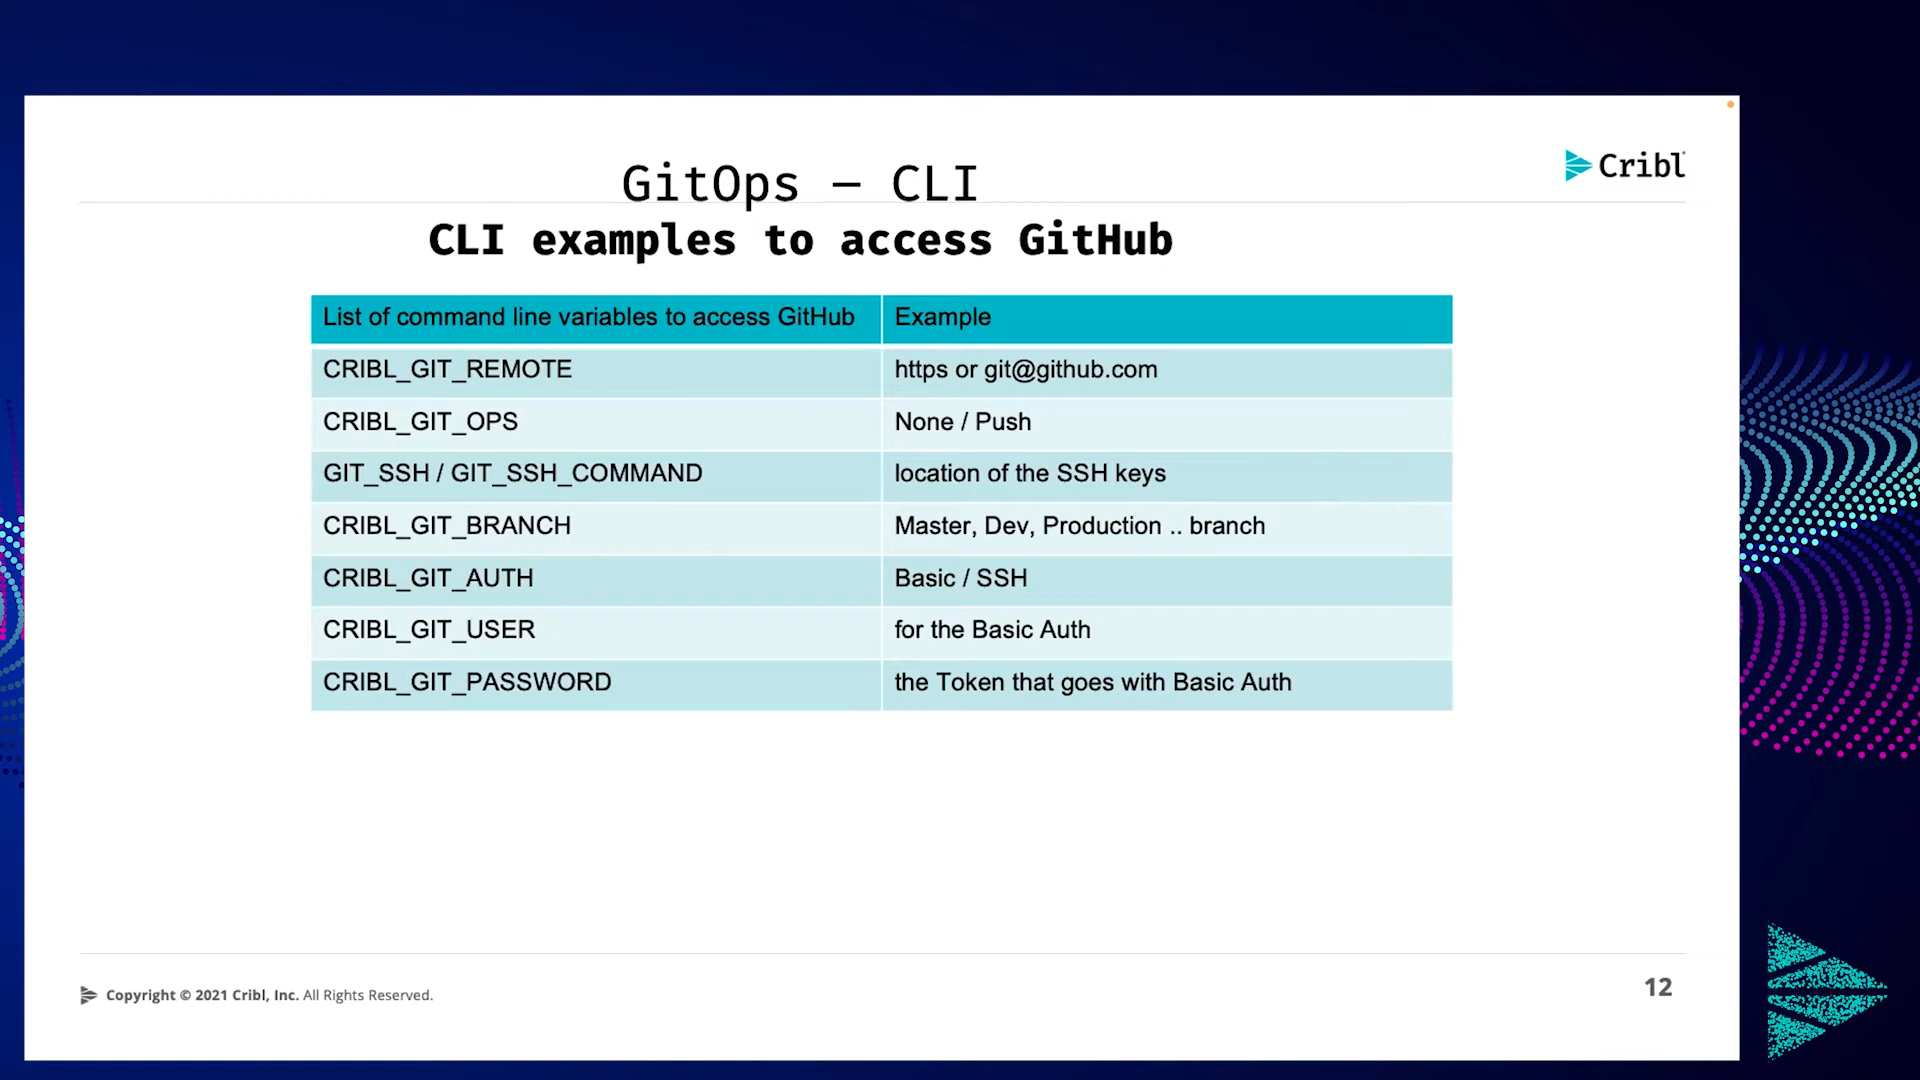 Cribl
GitOps – CLI
CLI examples to access GitHub
List of command line variables to access GitHub Example
CRIBL_GIT_REMOTE https or git@github.com
CRIBL_GIT_OPS None / Push
GIT_SSH / GIT_SSH_COMMAND location of the SSH keys
CRIBL_GIT_BRANCH Master, Dev, Production .. branch
CRIBL_GIT_AUTH Basic / SSH
CRIBL_GIT_USER for the Basic Auth
CRIBL_GIT_PASSWORD the Token that goes with Basic Auth
Copyright © 2021 Cribl, Inc. All Rights Reserved.
12